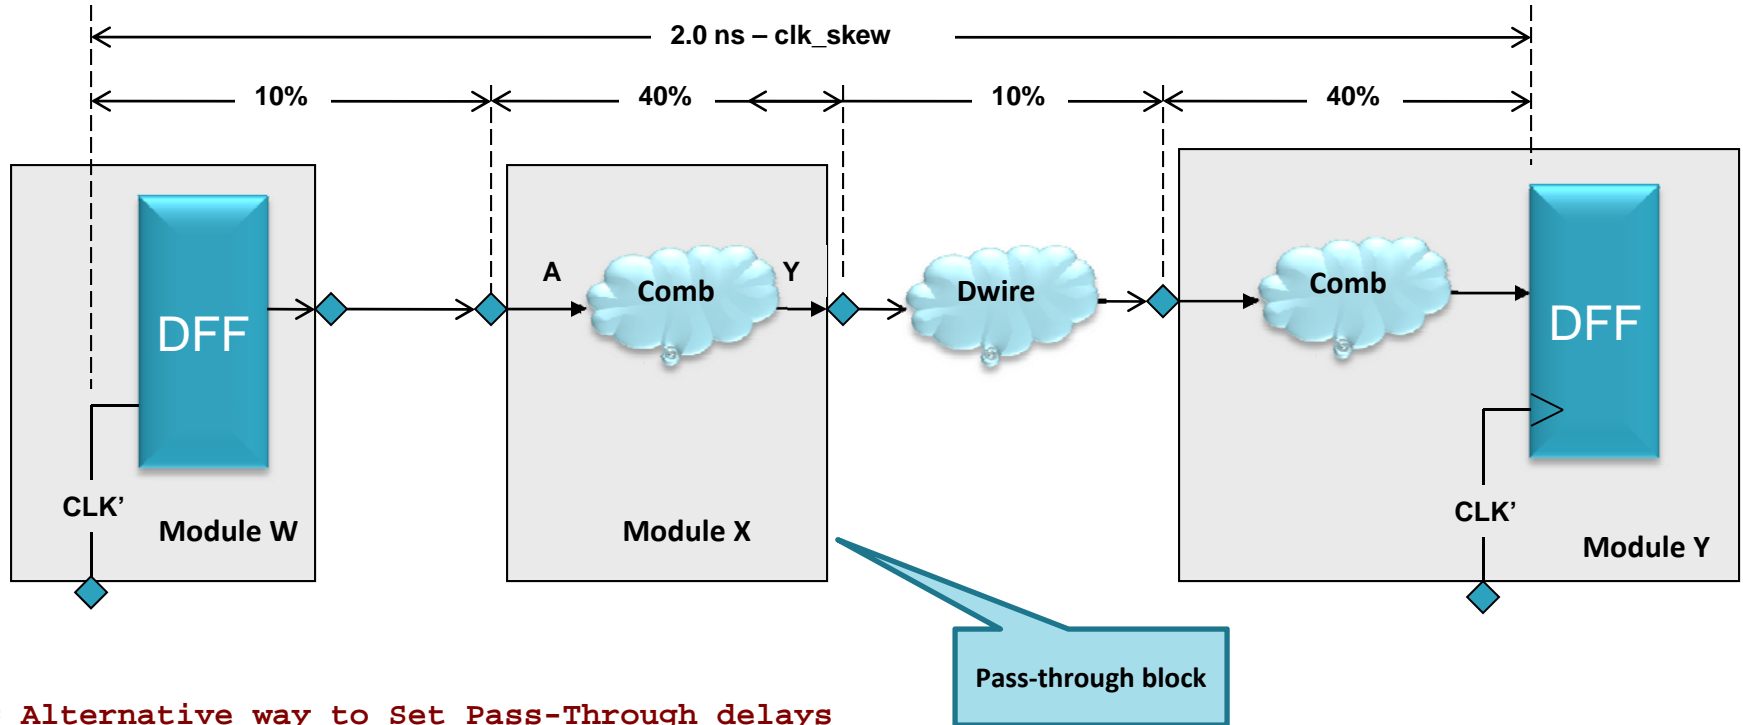 2.0 ns – clk_skew
10%
40%
10%
40%
A
Y
Comb
Dwire
Comb
DFF
DFF
CLK’
CLK’
Module W
Module X
Module Y
Pass-through block
Alternative way to Set Pass-Through delays